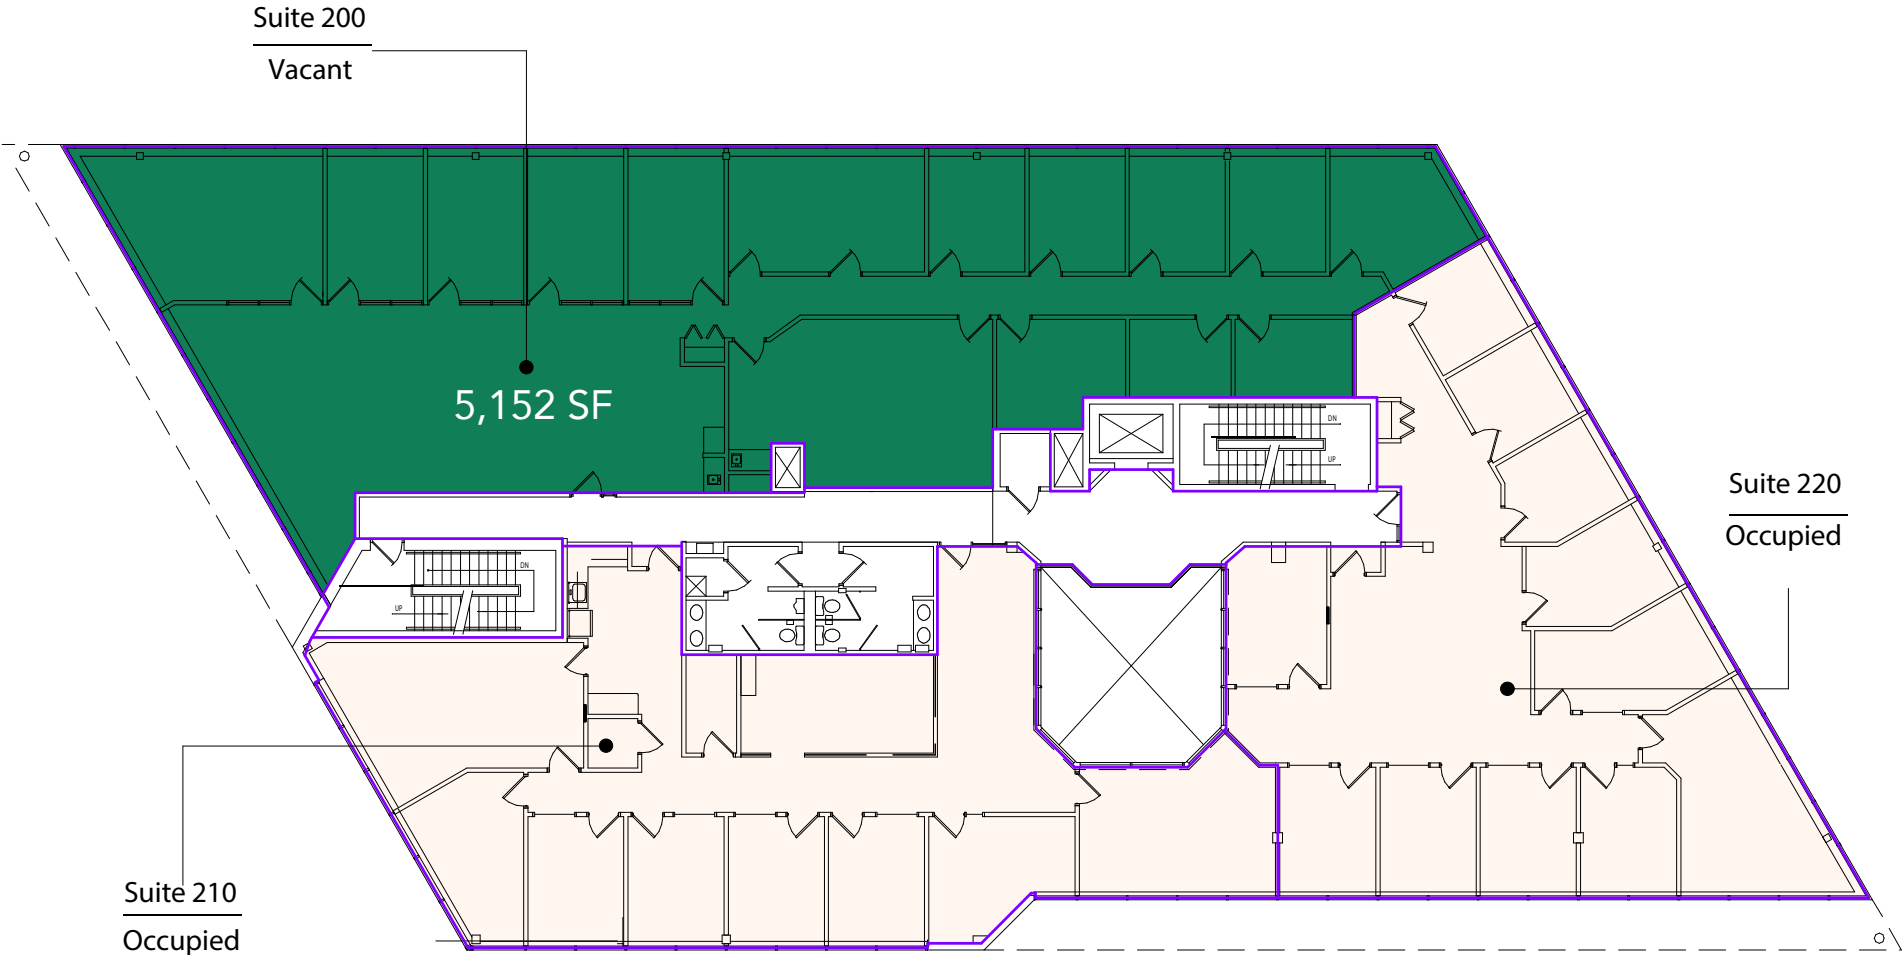 Suite 200
Vacant
5,152 SF
DN
UP
Suite 220
Occupied
DN
UP
Suite 210
Occupied